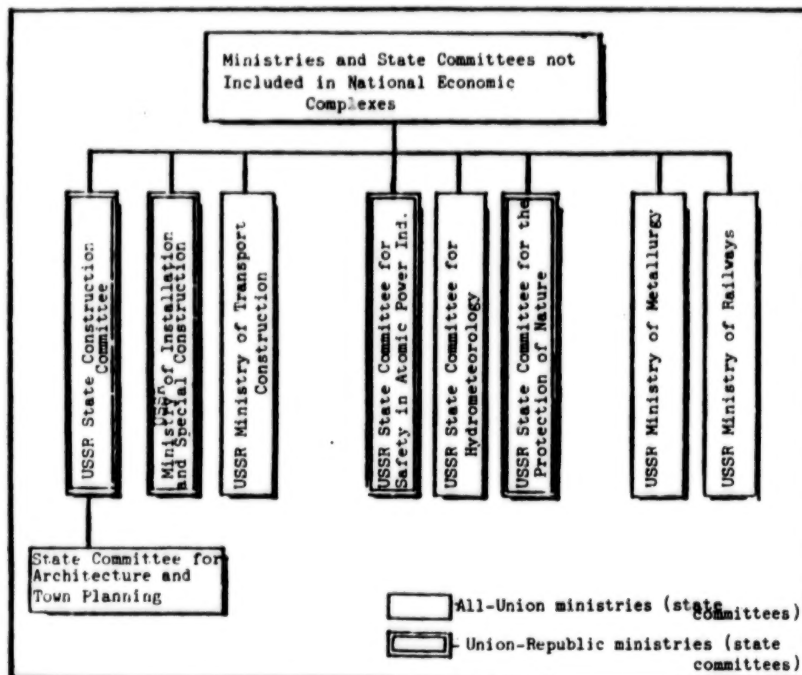 Ministries and State Committees not
Included in National Economic
Complexes
USSR State Construction
Committee
USSR
Ministry of Installation
and Special Construction
USSR Ministry of Transport
Construction
USSR State Committee for
Safety in Atomic Power Ind.
USSR State Committee for
Hydrometeorology
USSR State Committee for the
Protection of Nature
USSR Ministry of Metallurgy
USSR Ministry of Railways
State Committee for
Architecture and
Town Planning
All-Union ministries (state
committees)
- Union-Republic ministries (state
committees)